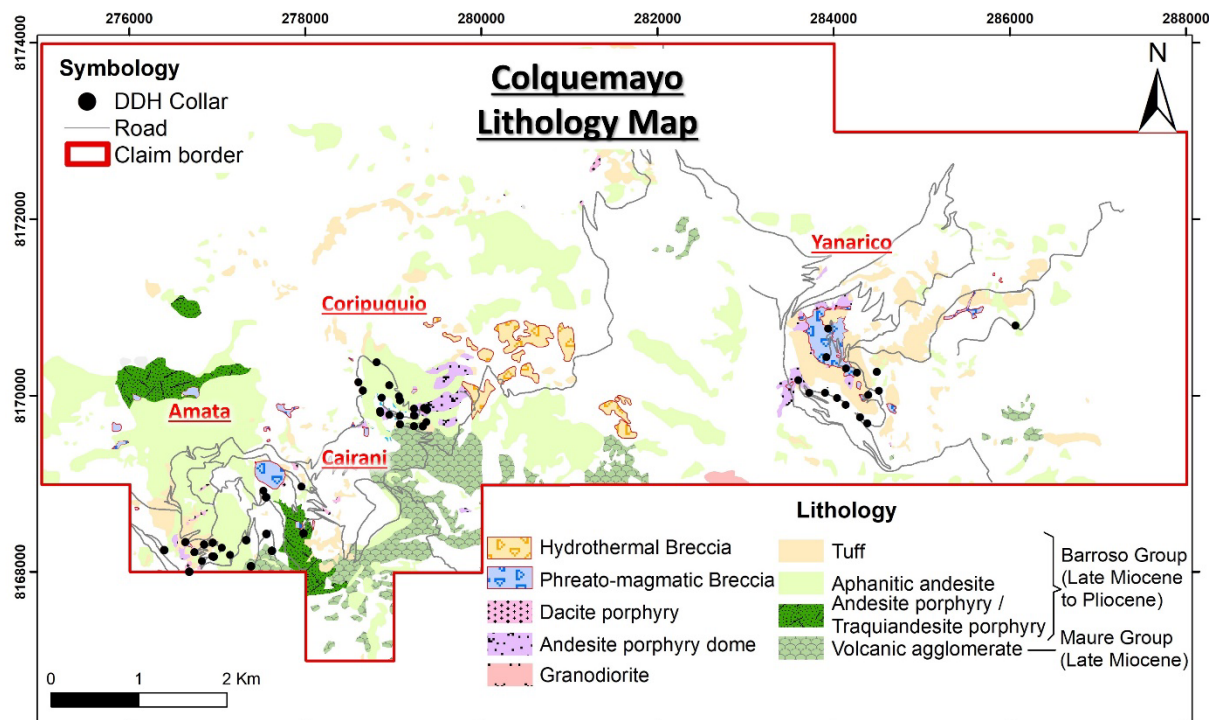 276000 278000 280000 282000 284000 286000 288000
8174000
8172000
8170000
8168000
Symbology
DDH Collar
Road
Claim border
Colquemayo
Lithology Map
N
Yanarico
Coripuquio
Amata
Cairani
0 1 2 Km
Lithology
Hydrothermal Breccia
Phreato-magmatic Breccia
Dacite porphyry
Andesite porphyry dome
Granodiorite
Tuff
Aphanitic andesite
Andesite porphyry /
Traquiandesite porphyry
Volcanic agglomerate
Barroso Group
(Late Miocene
to Pliocene)
Maure Group
(Late Miocene)